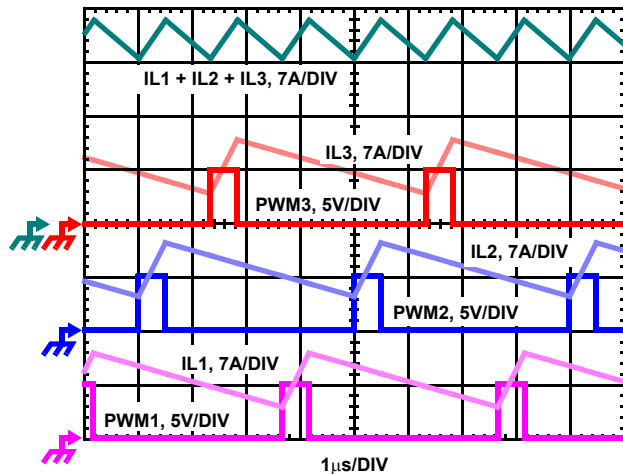 IL1 + IL2 + IL3, 7A/DIV
IL3, 7A/DIV
PWM3, 5V/DIV
IL2, 7A/DIV
PWM2, 5V/DIV
IL1, 7A/DIV
PWM1, 5V/DIV
1μs/DIV